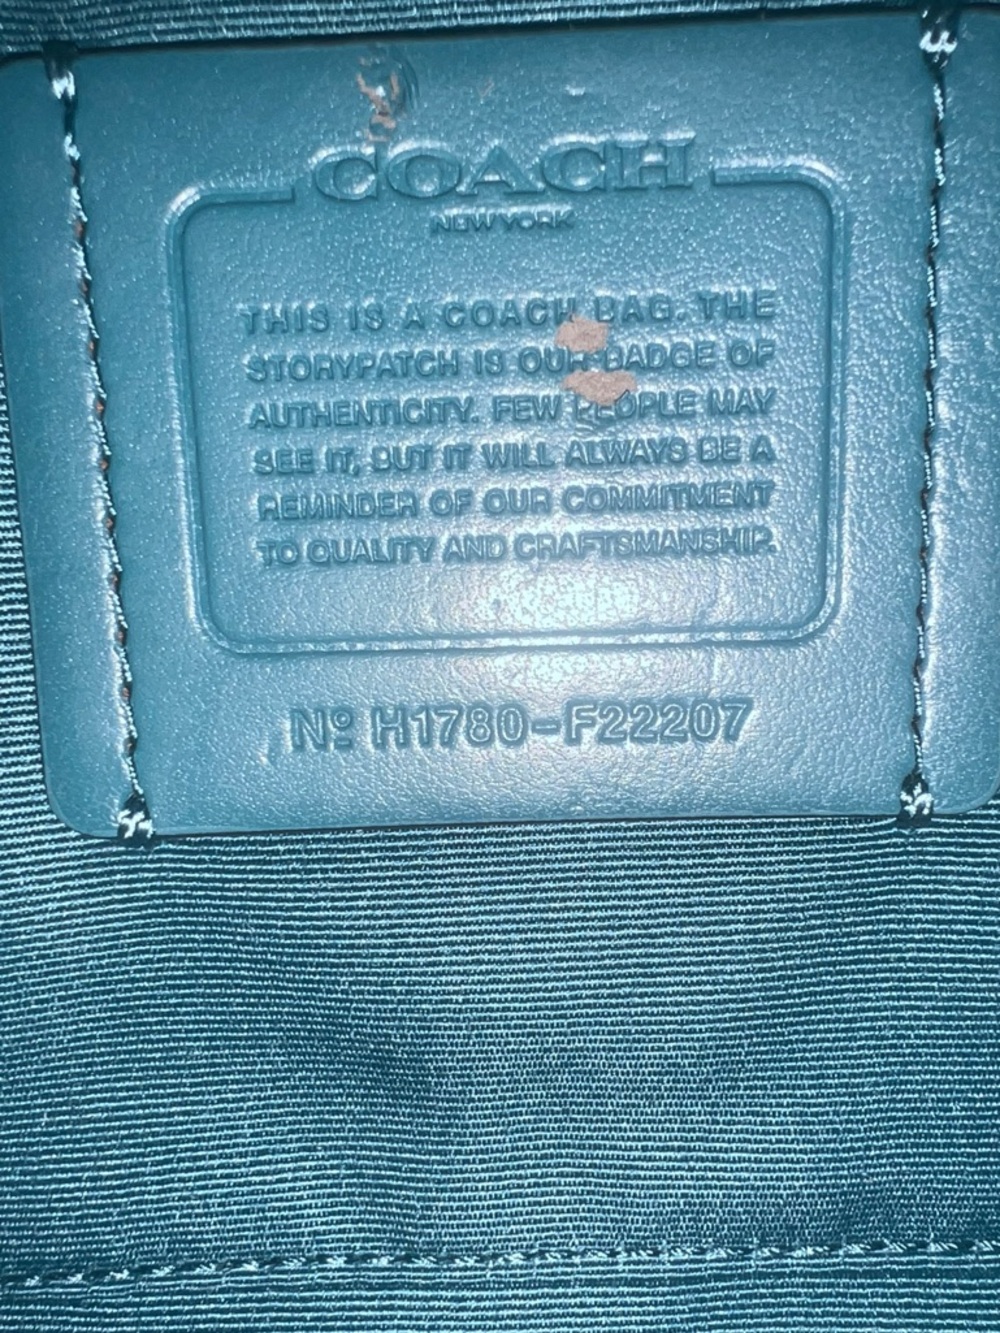 COACH
NEW YORK
THIS IS A COACH BAG. THE
STORYPATCH IS OUR BADGE OF
AUTHENTICITY. FEW PEOPLE MAY
SEE IT, BUT IT WILL ALWAYS BE A
REMINDER OF OUR COMMITMENT
TO QUALITY AND CRAFTSMANSHIP.
Nº H1780-F22207